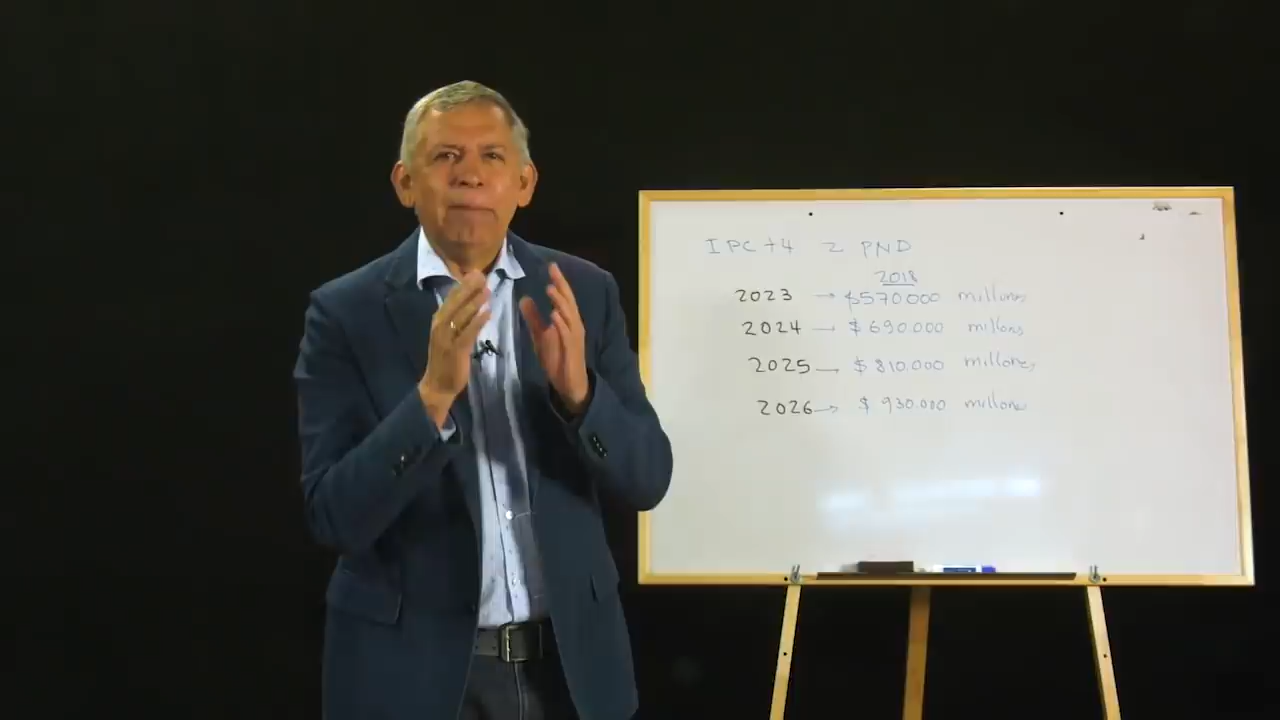 IPC +4 = PND
2018
2023 → $570.000 millones
2024 → $690.000 millones
2025 → $810.000 millones
2026 → $930.000 millones